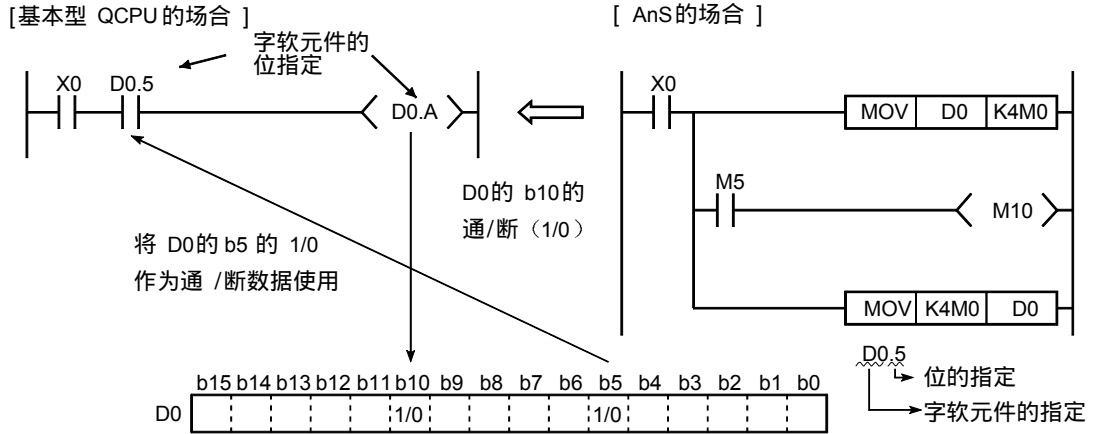 [基本型 QCPU的场合 ]
字软元件的
位指定
X0 D0.5
D0.A
D0的 b10的
通/断（1/0）
将 D0的 b5 的 1/0
作为通 /断数据使用
[ AnS的场合 ]
X0
MOV D0 K4M0
M5
M10
MOV K4M0 D0
D0.5
位的指定
字软元件的指定
b15 b14 b13 b12 b11 b10 b9 b8 b7 b6 b5 b4 b3 b2 b1 b0
D0 1/0 1/0